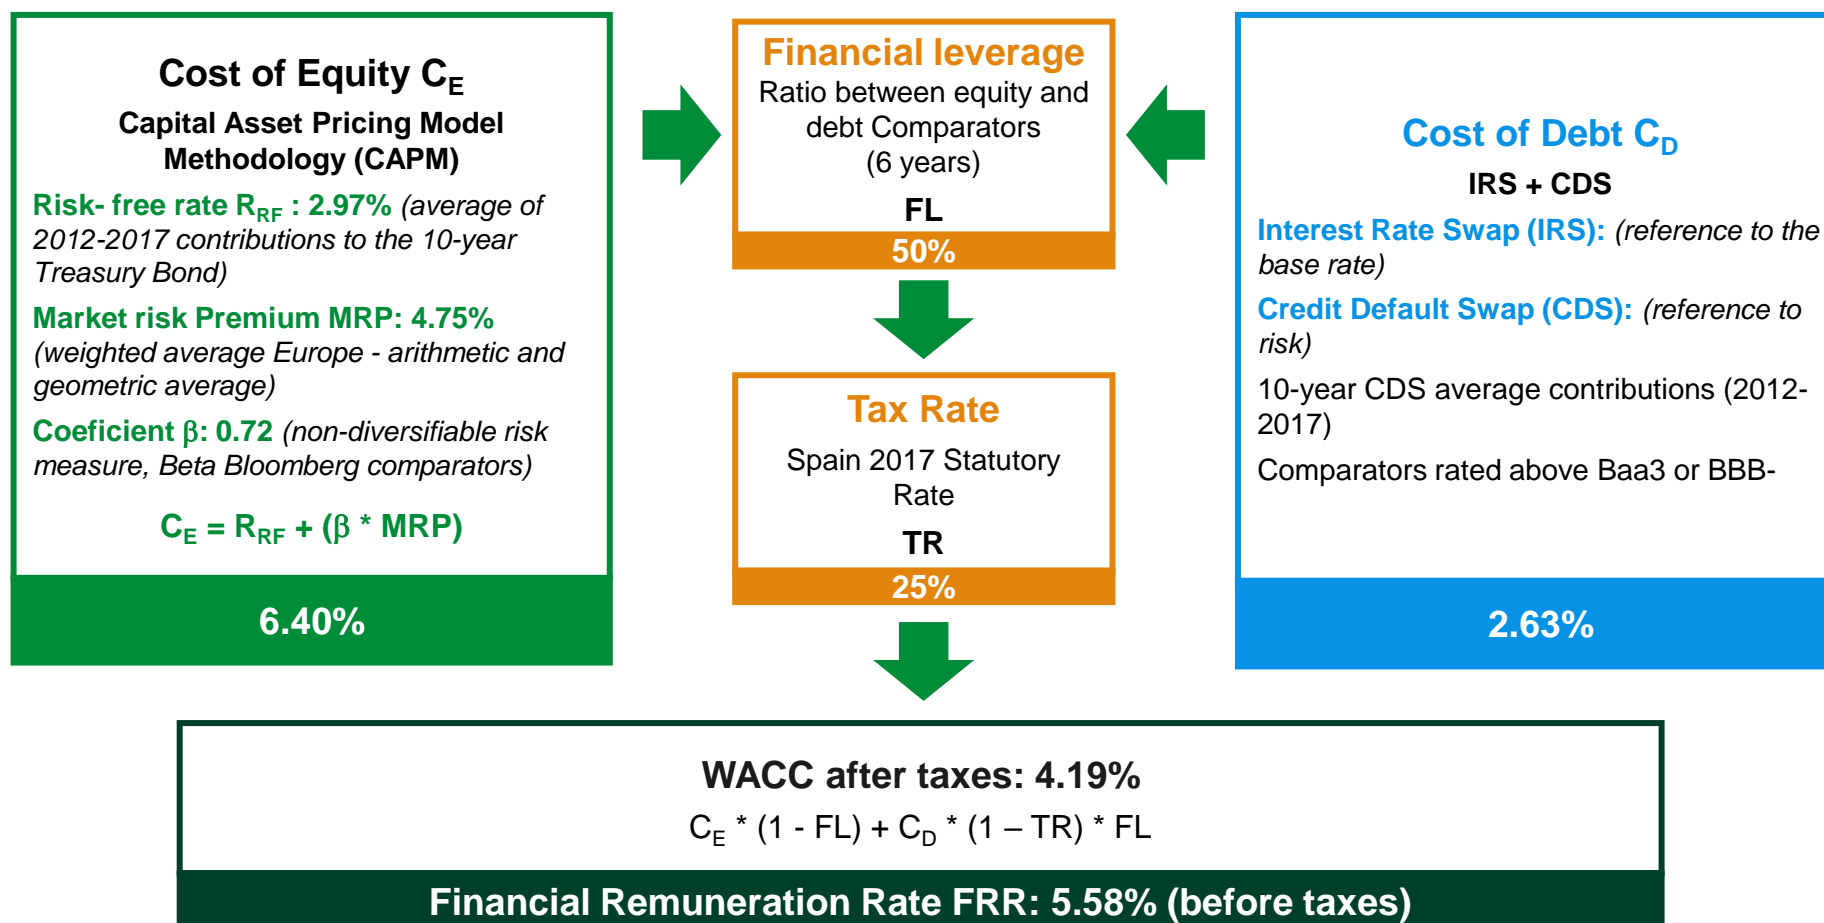 Cost of Equity CE
Capital Asset Pricing Model
Methodology (CAPM)
Risk- free rate RRF : 2.97% (average of
2012-2017 contributions to the 10-year
Treasury Bond)
Market risk Premium MRP: 4.75%
(weighted average Europe - arithmetic and
geometric average)
Coeficient β: 0.72 (non-diversifiable risk
measure, Beta Bloomberg comparators)
CE = RRF + (β * MRP)
6.40%
Financial leverage
Ratio between equity and
debt Comparators
(6 years)
FL
50%
Tax Rate
Spain 2017 Statutory
Rate
TR
25%
Cost of Debt CD
IRS + CDS
Interest Rate Swap (IRS): (reference to the
base rate)
Credit Default Swap (CDS): (reference to
risk)
10-year CDS average contributions (2012-
2017)
Comparators rated above Baa3 or BBB-
2.63%
WACC after taxes: 4.19%
CE * (1 - FL) + CD * (1 – TR) * FL
Financial Remuneration Rate FRR: 5.58% (before taxes)